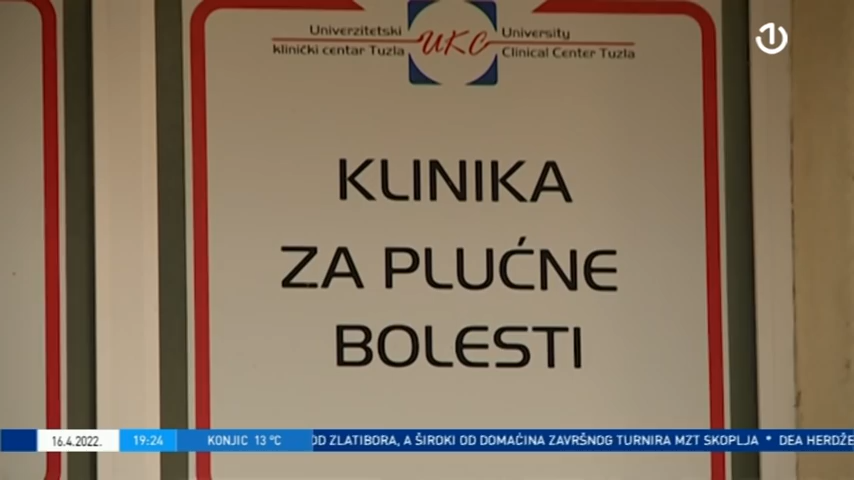 Univerzitetski
klinički centar Tuzla
UKC
University
Clinical Center Tuzla
KLINIKA
ZA PLUĆNE
BOLESTI
16.4.2022.
19:24
KONJIC 13 °C
OD ZLATIBORA, A ŠIROKI OD DOMAĆINA ZAVRŠNOG TURNIRA MZT SKOPLJA * DEA HERDŽE